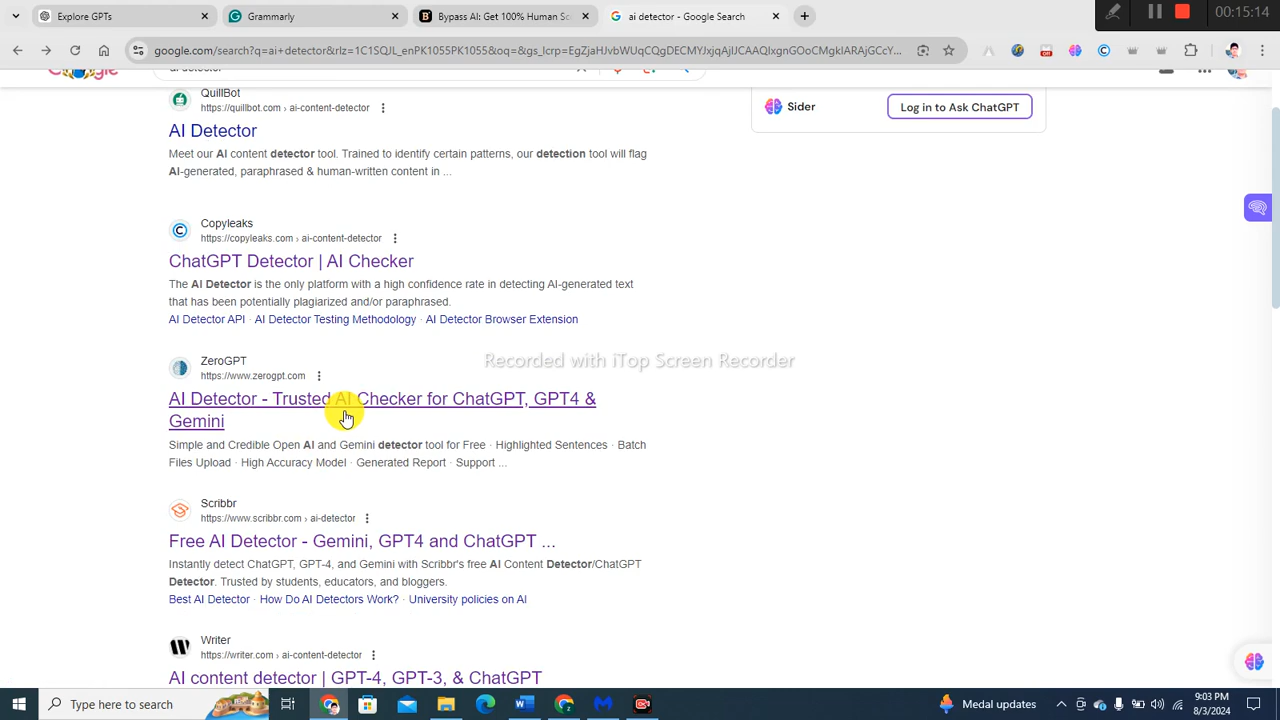 Explore GPTs
Grammarly
Bypass AI: Get 100% Human Sc
ai detector - Google Search
00:15:14
google.com/search?q=ai+detector&rlz=1C1SQJL_enPK1055PK1055&oq=&gs_lcrp=EgZjaHJvbWUqCQgDECMYJxjqAjUCAAQIxgnGOoCMgkIARAjGCcY...
QuillBot
https://quillbot.com › ai-content-detector
AI Detector
Meet our AI content detector tool. Trained to identify certain patterns, our detection tool will flag
AI-generated, paraphrased & human-written content in ...
Sider
Log in to Ask ChatGPT
Copyleaks
https://copyleaks.com › ai-content-detector
ChatGPT Detector | AI Checker
The AI Detector is the only platform with a high confidence rate in detecting AI-generated text
that has been potentially plagiarized and/or paraphrased.
AI Detector API · AI Detector Testing Methodology · AI Detector Browser Extension
Recorded with iTop Screen Recorder
ZeroGPT
https://www.zerogpt.com
AI Detector - Trusted AI Checker for ChatGPT, GPT4 &
Gemini
Simple and Credible Open AI and Gemini detector tool for Free · Highlighted Sentences · Batch
Files Upload · High Accuracy Model · Generated Report · Support ...
Scribbr
https://www.scribbr.com › ai-detector
Free AI Detector - Gemini, GPT4 and ChatGPT ...
Instantly detect ChatGPT, GPT-4, and Gemini with Scribbr's free AI Content Detector/ChatGPT
Detector. Trusted by students, educators, and bloggers.
Best AI Detector · How Do AI Detectors Work? · University policies on AI
Writer
https://writer.com › ai-content-detector
AI content detector | GPT-4, GPT-3, & ChatGPT
Type here to search
Medal updates
9:03 PM
8/3/2024